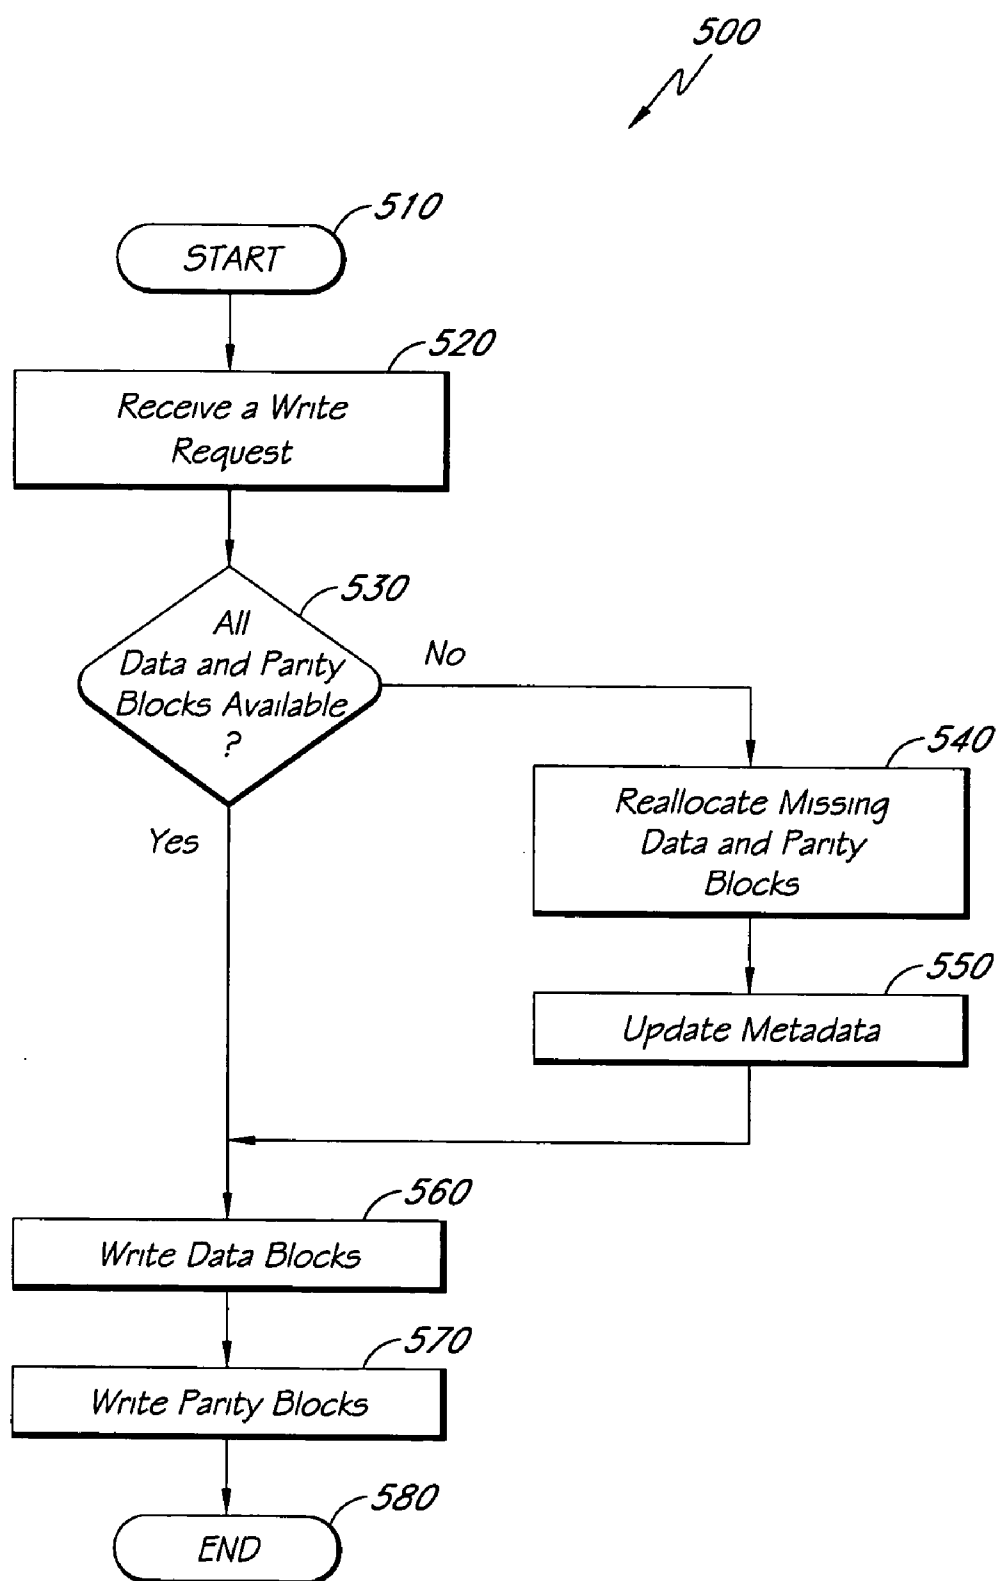 500
510
START
520
Receive a Write
Request
530
All
Data and Parity
Blocks Available
?
No
Yes
540
Reallocate Missing
Data and Parity
Blocks
550
Update Metadata
560
Write Data Blocks
570
Write Parity Blocks
580
END